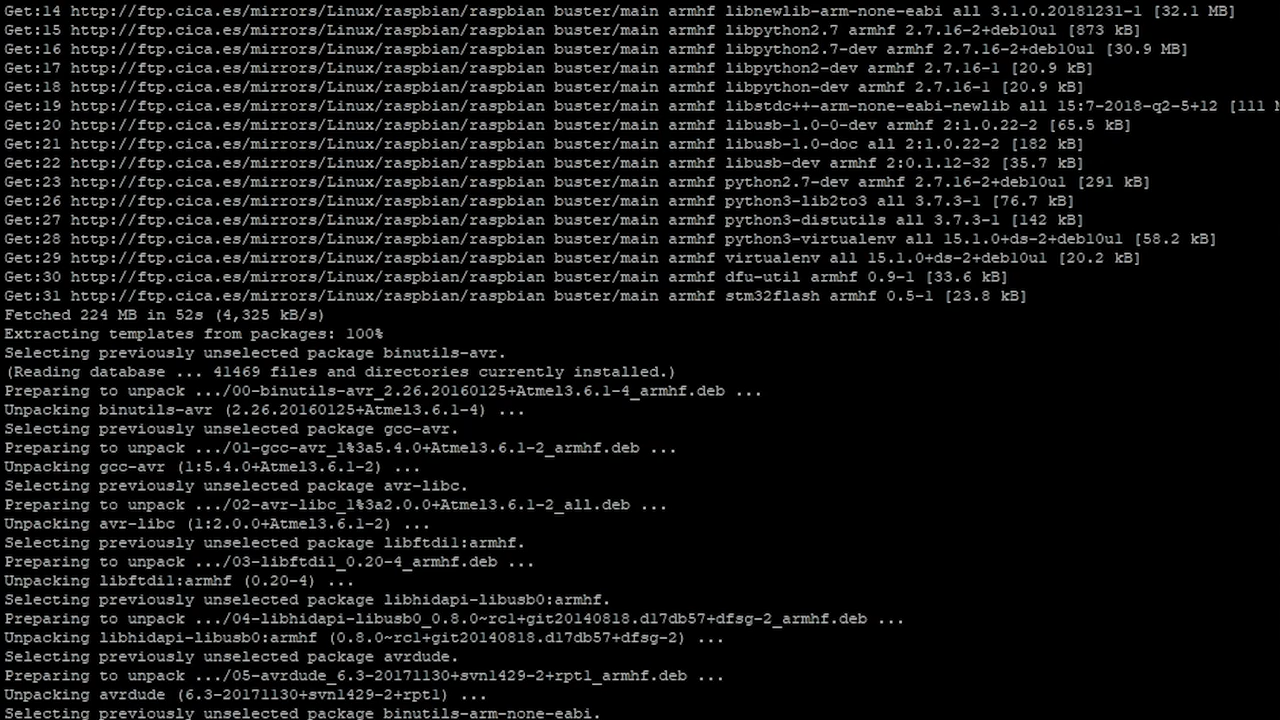 Get:14 http://ftp.cica.es/mirrors/Linux/raspbian/raspbian buster/main armhf libnewlib-arm-none-eabi all 3.1.0.20181231-1 [32.1 MB]
Get:15 http://ftp.cica.es/mirrors/Linux/raspbian/raspbian buster/main armhf libpython2.7 armhf 2.7.16-2+deb10u1 [873 kB]
Get:16 http://ftp.cica.es/mirrors/Linux/raspbian/raspbian buster/main armhf libpython2.7-dev armhf 2.7.16-2+deb10u1 [30.9 MB]
Get:17 http://ftp.cica.es/mirrors/Linux/raspbian/raspbian buster/main armhf libpython2-dev armhf 2.7.16-1 [20.9 kB]
Get:18 http://ftp.cica.es/mirrors/Linux/raspbian/raspbian buster/main armhf libpython-dev armhf 2.7.16-1 [20.9 kB]
Get:19 http://ftp.cica.es/mirrors/Linux/raspbian/raspbian buster/main armhf libstdc++-arm-none-eabi-newlib all 15:7-2018-q2-5+12 [111 M
Get:20 http://ftp.cica.es/mirrors/Linux/raspbian/raspbian buster/main armhf libusb-1.0-0-dev armhf 2:1.0.22-2 [65.5 kB]
Get:21 http://ftp.cica.es/mirrors/Linux/raspbian/raspbian buster/main armhf libusb-1.0-doc all 2:1.0.22-2 [182 kB]
Get:22 http://ftp.cica.es/mirrors/Linux/raspbian/raspbian buster/main armhf libusb-dev armhf 2:0.1.12-32 [35.7 kB]
Get:23 http://ftp.cica.es/mirrors/Linux/raspbian/raspbian buster/main armhf python2.7-dev armhf 2.7.16-2+deb10u1 [291 kB]
Get:26 http://ftp.cica.es/mirrors/Linux/raspbian/raspbian buster/main armhf python3-lib2to3 all 3.7.3-1 [76.7 kB]
Get:27 http://ftp.cica.es/mirrors/Linux/raspbian/raspbian buster/main armhf python3-distutils all 3.7.3-1 [142 kB]
Get:28 http://ftp.cica.es/mirrors/Linux/raspbian/raspbian buster/main armhf python3-virtualenv all 15.1.0+ds-2+deb10u1 [58.2 kB]
Get:29 http://ftp.cica.es/mirrors/Linux/raspbian/raspbian buster/main armhf virtualenv all 15.1.0+ds-2+deb10u1 [20.2 kB]
Get:30 http://ftp.cica.es/mirrors/Linux/raspbian/raspbian buster/main armhf dfu-util armhf 0.9-1 [33.6 kB]
Get:31 http://ftp.cica.es/mirrors/Linux/raspbian/raspbian buster/main armhf stm32flash armhf 0.5-1 [23.8 kB]
Fetched 224 MB in 52s (4,325 kB/s)
Extracting templates from packages: 100%
Selecting previously unselected package binutils-avr.
(Reading database ... 41469 files and directories currently installed.)
Preparing to unpack .../00-binutils-avr_2.26.20160125+Atmel3.6.1-4_armhf.deb ...
Unpacking binutils-avr (2.26.20160125+Atmel3.6.1-4) ...
Selecting previously unselected package gcc-avr.
Preparing to unpack .../01-gcc-avr_1%3a5.4.0+Atmel3.6.1-2_armhf.deb ...
Unpacking gcc-avr (1:5.4.0+Atmel3.6.1-2) ...
Selecting previously unselected package avr-libc.
Preparing to unpack .../02-avr-libc_1%3a2.0.0+Atmel3.6.1-2_all.deb ...
Unpacking avr-libc (1:2.0.0+Atmel3.6.1-2) ...
Selecting previously unselected package libftdi1:armhf.
Preparing to unpack .../03-libftdi1_0.20-4_armhf.deb ...
Unpacking libftdi1:armhf (0.20-4) ...
Selecting previously unselected package libhidapi-libusb0:armhf.
Preparing to unpack .../04-libhidapi-libusb0_0.8.0~rc1+git20140818.d17db57+dfsg-2_armhf.deb ...
Unpacking libhidapi-libusb0:armhf (0.8.0~rc1+git20140818.d17db57+dfsg-2) ...
Selecting previously unselected package avrdude.
Preparing to unpack .../05-avrdude_6.3-20171130+svn1429-2+rpt1_armhf.deb ...
Unpacking avrdude (6.3-20171130+svn1429-2+rpt1) ...
Selecting previously unselected package binutils-arm-none-eabi.